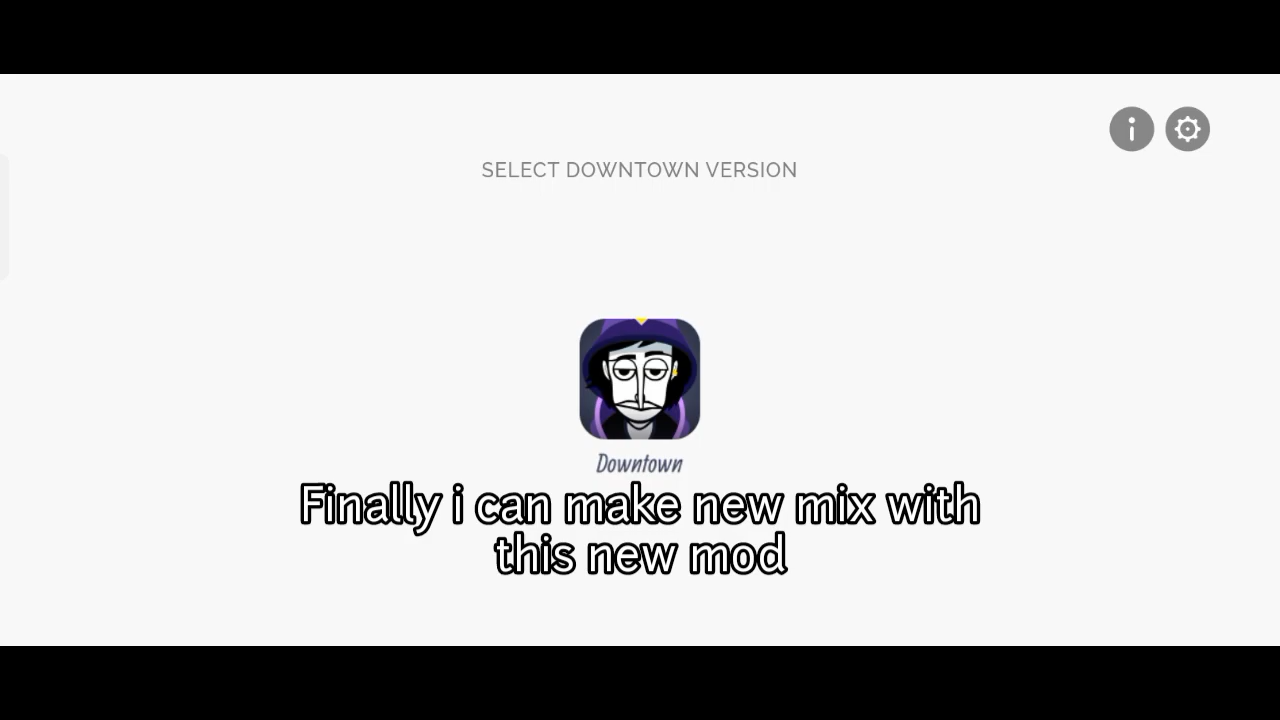 SELECT DOWNTOWN VERSION
Downtown
Finally i can make new mix with
this new mod